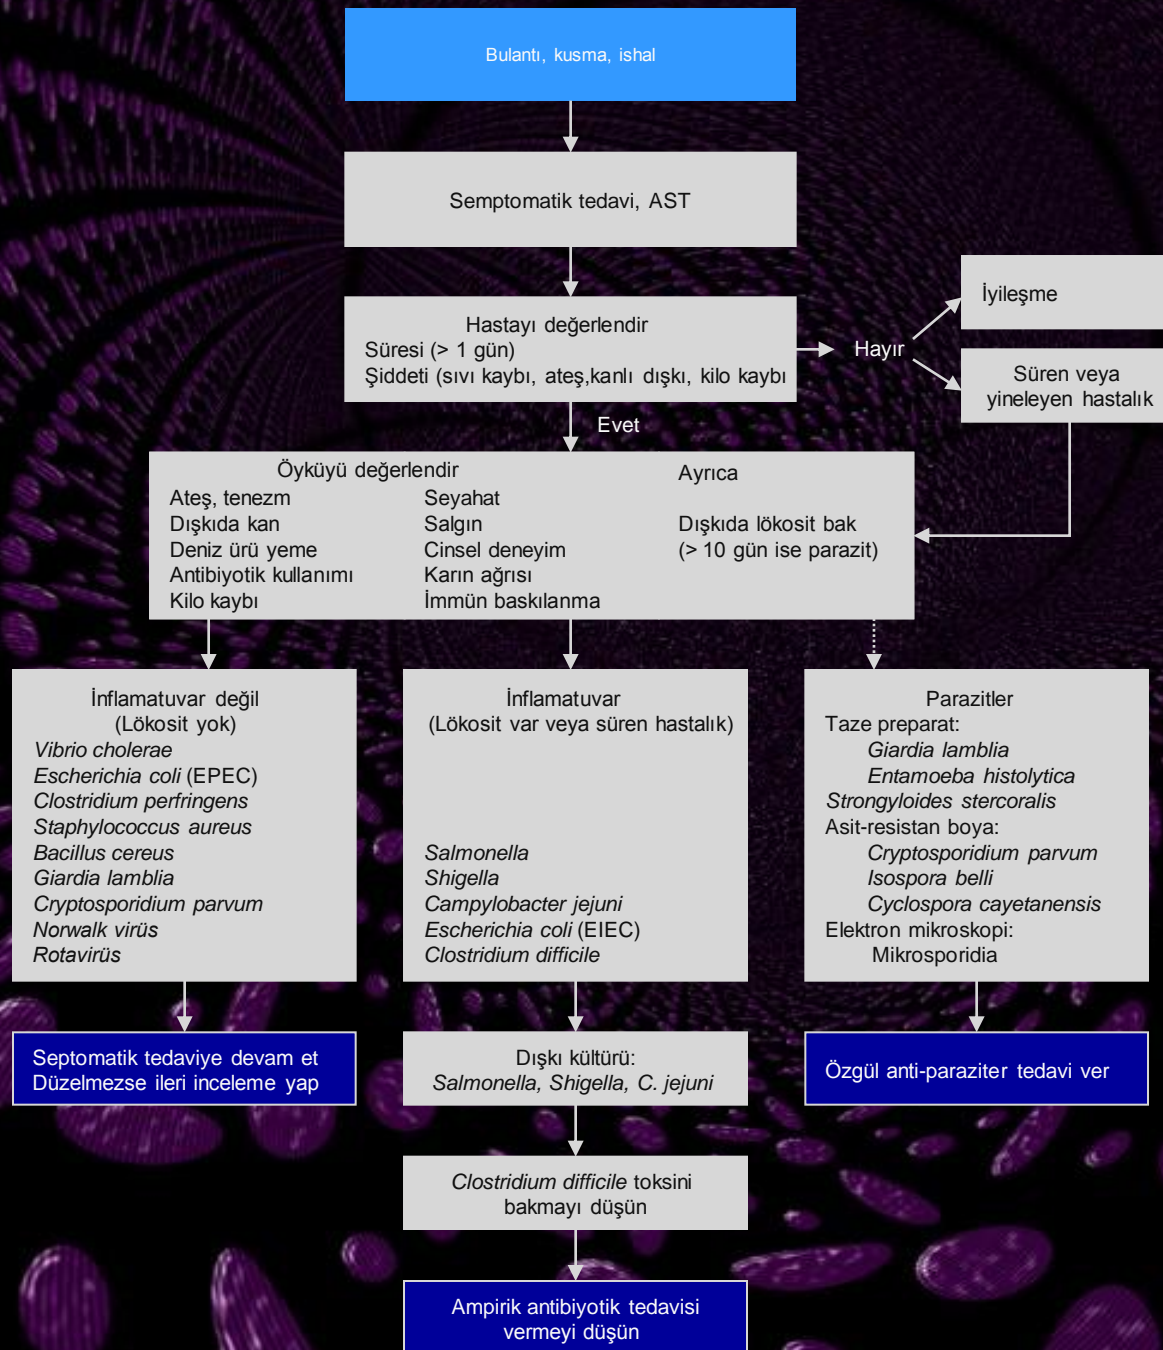 Bulantı, kusma, ishal
Semptomatik tedavi, AST
Hastayı değerlendir
Süresi (> 1 gün)
Şiddeti (sıvı kaybı, ateş,kanlı dışkı, kilo kaybı
Hayır
İyileşme
Süren veya
yineleyen hastalık
Evet
Öyküyü değerlendir
Ateş, tenezm
Dışkıda kan
Deniz ürü yeme
Antibiyotik kullanımı
Kilo kaybı
Seyahat
Salgın
Cinsel deneyim
Karın ağrısı
İmmün baskılanma
Ayrıca
Dışkıda lökosit bak
(> 10 gün ise parazit)
İnflamatuvar değil
(Lökosit yok)
Vibrio cholerae
Escherichia coli (EPEC)
Clostridium perfringens
Staphylococcus aureus
Bacillus cereus
Giardia lamblia
Cryptosporidium parvum
Norwalk virüs
Rotavirüs
Septomatik tedaviye devam et
Düzelmezse ileri inceleme yap
İnflamatuvar
(Lökosit var veya süren hastalık)
Salmonella
Shigella
Campylobacter jejuni
Escherichia coli (EIEC)
Clostridium difficile
Dışkı kültürü:
Salmonella, Shigella, C. jejuni
Clostridium difficile toksini
bakmayı düşün
Ampirik antibiyotik tedavisi
vermeyi düşün
Parazitler
Taze preparat:
Giardia lamblia
Entamoeba histolytica
Strongyloides stercoralis
Asit-resistan boya:
Cryptosporidium parvum
Isospora belli
Cyclospora cayetanensis
Elektron mikroskopi:
Mikrosporidia
Özgül anti-paraziter tedavi ver